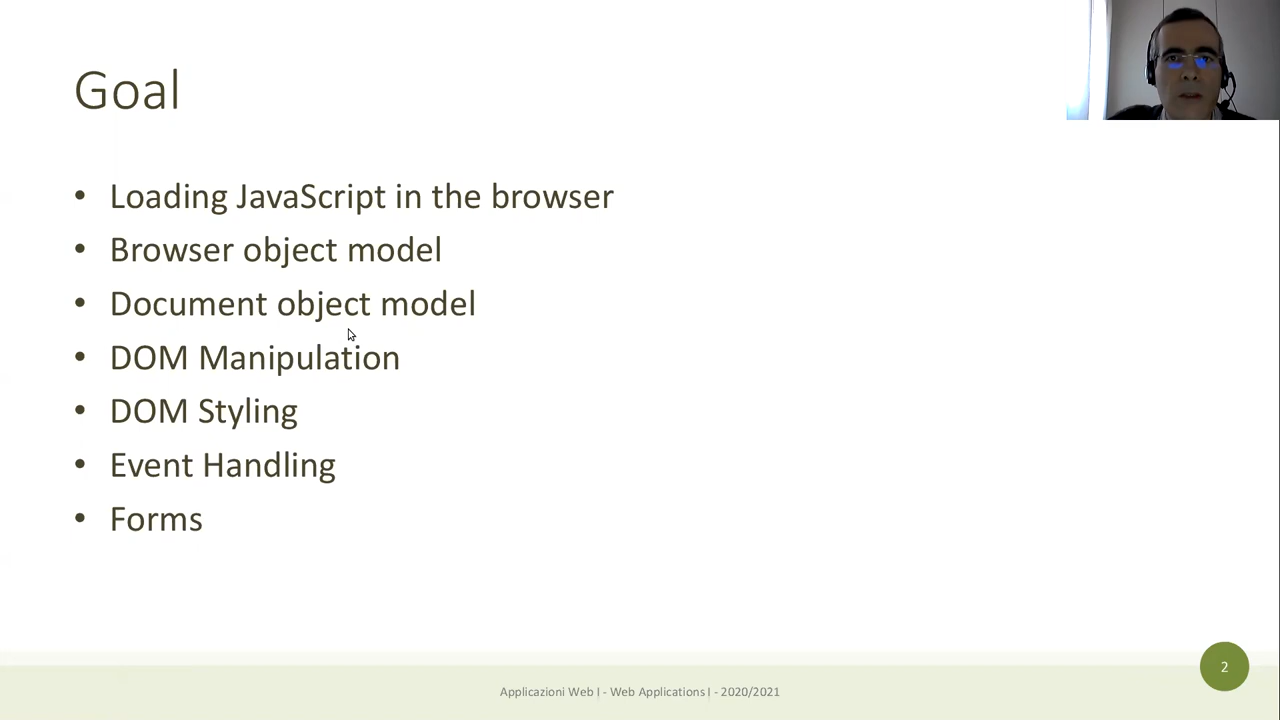 Goal
• Loading JavaScript in the browser
• Browser object model
• Document object model
• DOM Manipulation
• DOM Styling
• Event Handling
• Forms
2
Applicazioni Web I - Web Applications I - 2020/2021